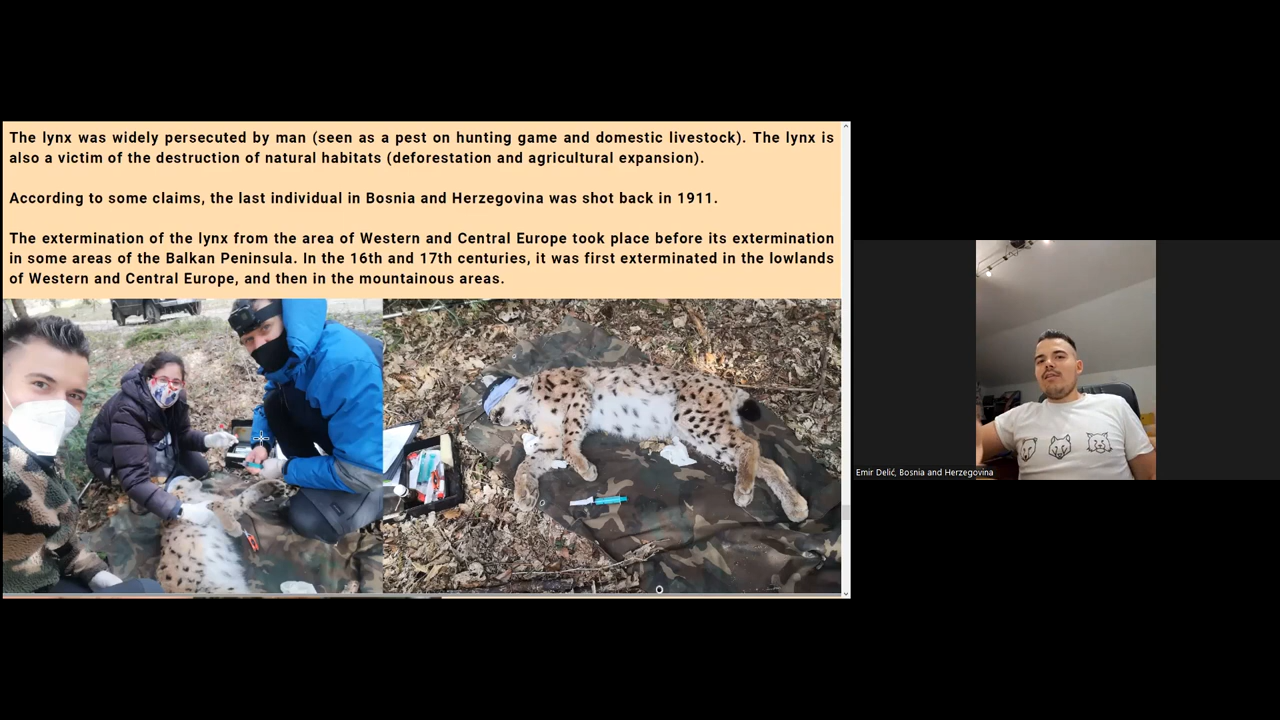 The lynx was widely persecuted by man (seen as a pest on hunting game and domestic livestock). The lynx is
also a victim of the destruction of natural habitats (deforestation and agricultural expansion).
According to some claims, the last individual in Bosnia and Herzegovina was shot back in 1911.
The extermination of the lynx from the area of Western and Central Europe took place before its extermination
in some areas of the Balkan Peninsula. In the 16th and 17th centuries, it was first exterminated in the lowlands
of Western and Central Europe, and then in the mountainous areas.
Emir Delić, Bosnia and Herzegovina